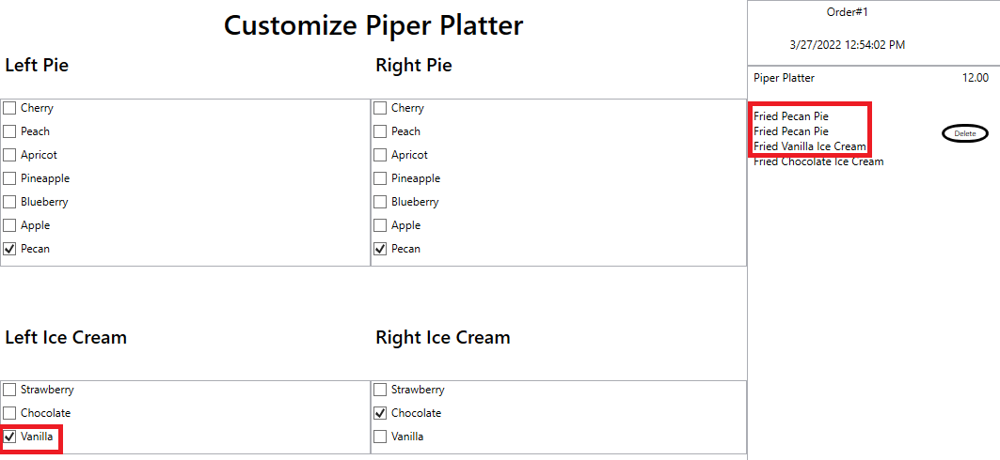 Customize Piper Platter
Left Pie
Cherry
Peach
Apricot
Pineapple
Blueberry
Apple
Pecan
Right Pie
Cherry
Peach
Apricot
Pineapple
Blueberry
Apple
Pecan
Left Ice Cream
Strawberry
Chocolate
Vanilla
Right Ice Cream
Strawberry
Chocolate
Vanilla
Order#1
3/27/2022 12:54:02 PM
Piper Platter 12.00
Fried Pecan Pie
Fried Pecan Pie
Delete
Fried Vanilla Ice Cream
Fried Chocolate Ice Cream